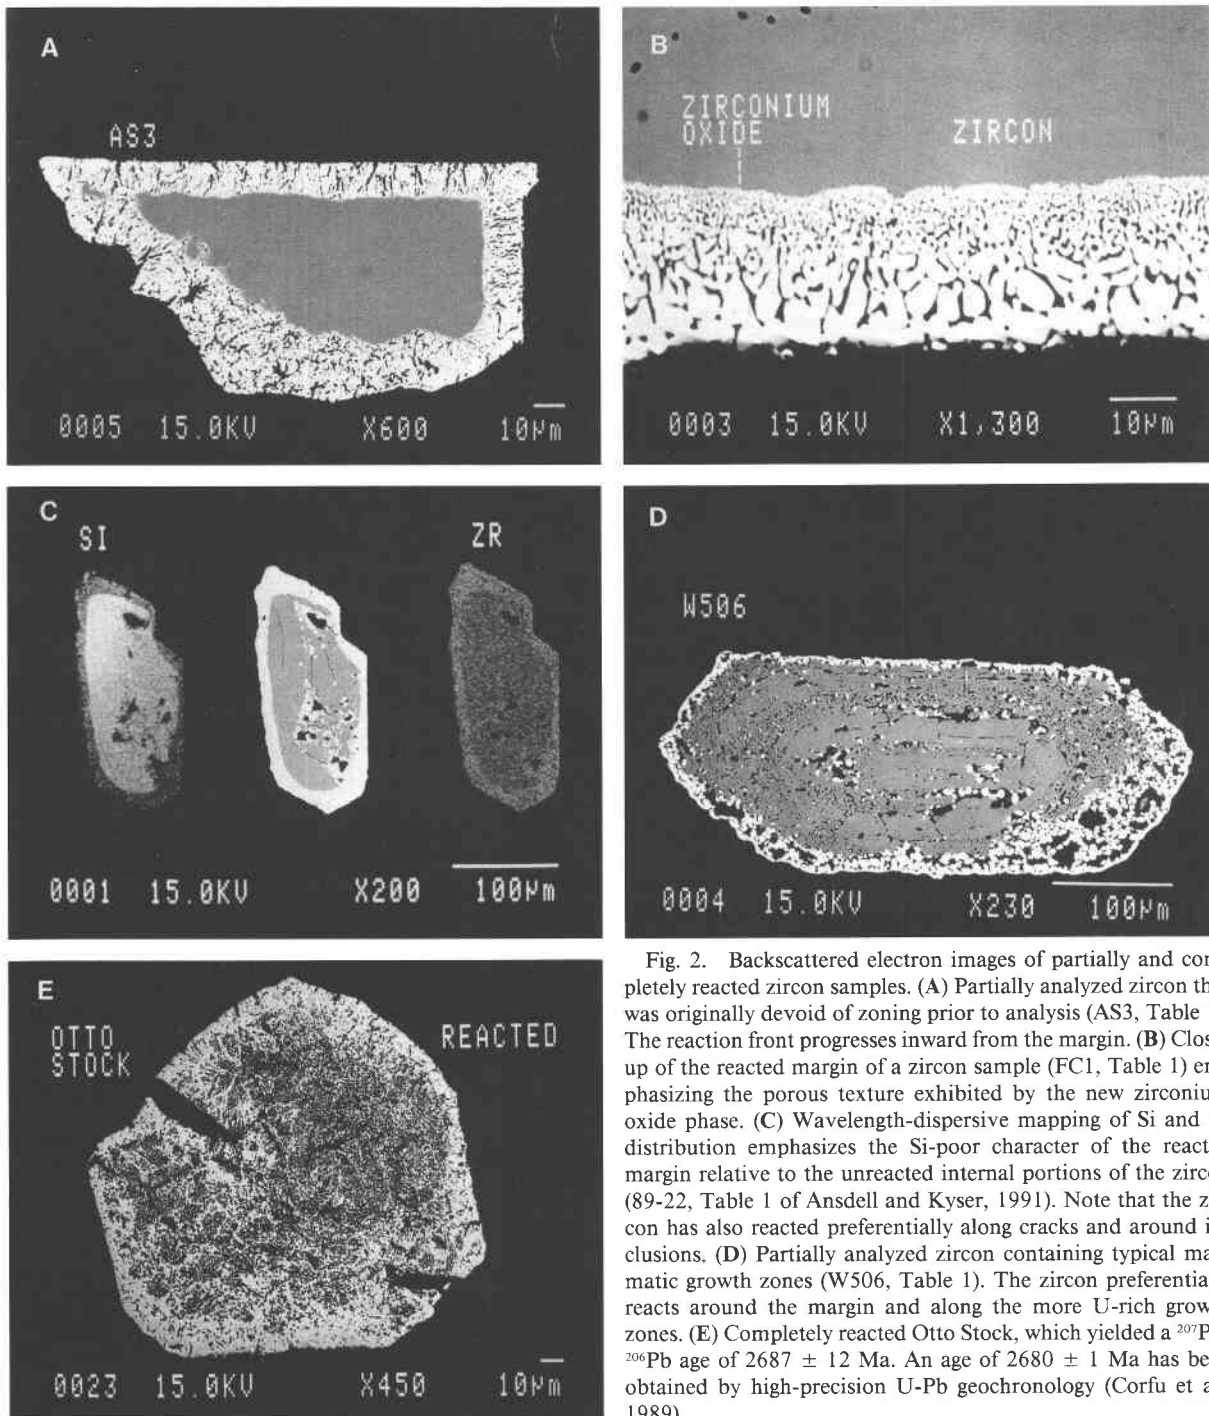 A
AS3
0005 15.0KV X600 10µm
B
ZIRCONIUM
OXIDE
ZIRCON
0003 15.0KV X1,300 10µm
C
SI
ZR
0001 15.0KV X200 100µm
D
W506
0004 15.0KV X230 100µm
E
OTTO
STOCK
REACTED
0023 15.0KV X450 10µm
Fig. 2. Backscattered electron images of partially and com
pletely reacted zircon samples. (A) Partially analyzed zircon th
was originally devoid of zoning prior to analysis (AS3, Table
The reaction front progresses inward from the margin. (B) Clos
up of the reacted margin of a zircon sample (FC1, Table 1) em
phasizing the porous texture exhibited by the new zirconiu
oxide phase. (C) Wavelength-dispersive mapping of Si and
distribution emphasizes the Si-poor character of the react
margin relative to the unreacted internal portions of the zirco
(89-22, Table 1 of Ansdell and Kyser, 1991). Note that the zi
con has also reacted preferentially along cracks and around i
clusions. (D) Partially analyzed zircon containing typical ma
matic growth zones (W506, Table 1). The zircon preferentia
reacts around the margin and along the more U-rich grow
zones. (E) Completely reacted Otto Stock, which yielded a ²⁰⁷P
²⁰⁶Pb age of 2687 ± 12 Ma. An age of 2680 ± 1 Ma has be
obtained by high-precision U-Pb geochronology (Corfu et a
1989)